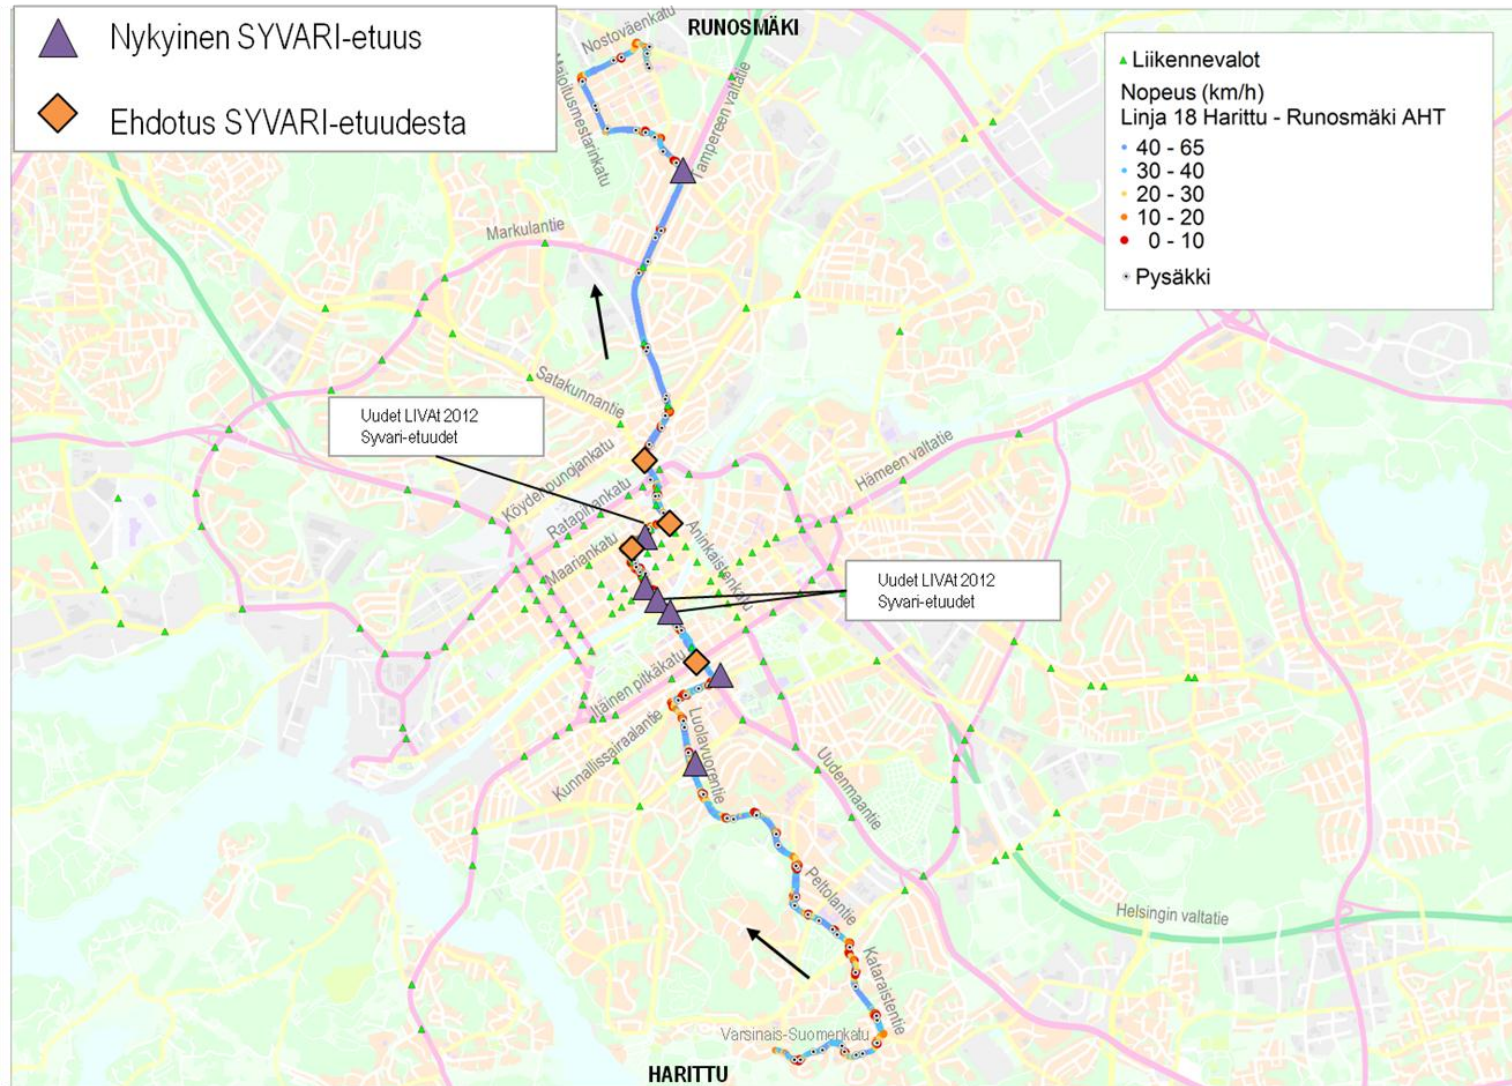 Nykyinen SYVARI-etuus
Ehdotus SYVARI-etuudesta
RUNOSMÄKI
Nostoväenkatu
Majoitusmestarinkatu
Tampereen valtatie
Liikennevalot
Nopeus (km/h)
Linja 18 Harittu - Runosmäki AHT
40 - 65
30 - 40
20 - 30
10 - 20
0 - 10
Pysäkki
Markulantie
Satakunnantie
Uudet LIVAt 2012
Syvari-etuudet
Köydenpunojankatu
Ratapihankatu
Hämeen valtatie
Maariankatu
Aninkaistenkatu
Uudet LIVAt 2012
Syvari-etuudet
Itäinen pitkäkatu
Kunnallissairaalantie
Luolavuorentie
Uudenmaantie
Peltolantie
Helsingin valtatie
Kataraistentie
Varsinais-Suomenkatu
HARITTU